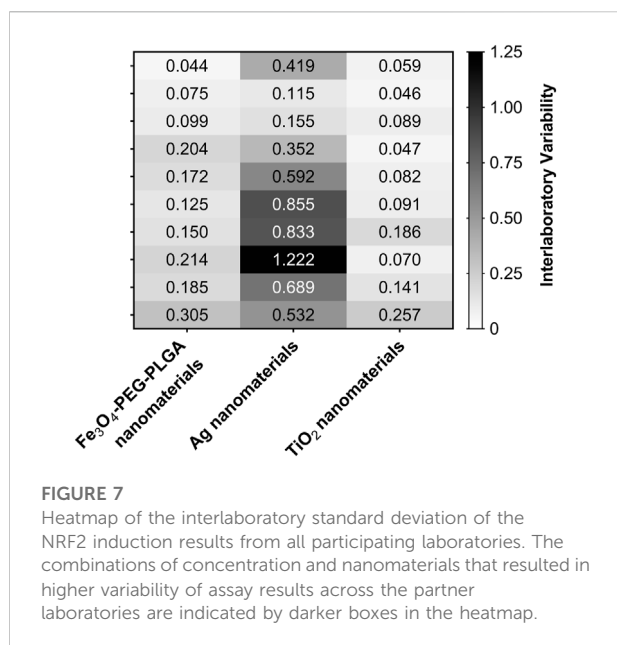 0.044 0.419 0.059
0.075 0.115 0.046
0.099 0.155 0.089
0.204 0.352 0.047
0.172 0.592 0.082
0.125 0.855 0.091
0.150 0.833 0.186
0.214 1.222 0.070
0.185 0.689 0.141
0.305 0.532 0.257
Fe₃O₄-PEG-PLGA
nanomaterials
Ag nanomaterials
TiO₂ nanomaterials
1.25
1.00
0.75
0.50
0.25
0
Interlaboratory Variability
FIGURE 7
Heatmap of the interlaboratory standard deviation of the
NRF2 induction results from all participating laboratories. The
combinations of concentration and nanomaterials that resulted in
higher variability of assay results across the partner
laboratories are indicated by darker boxes in the heatmap.